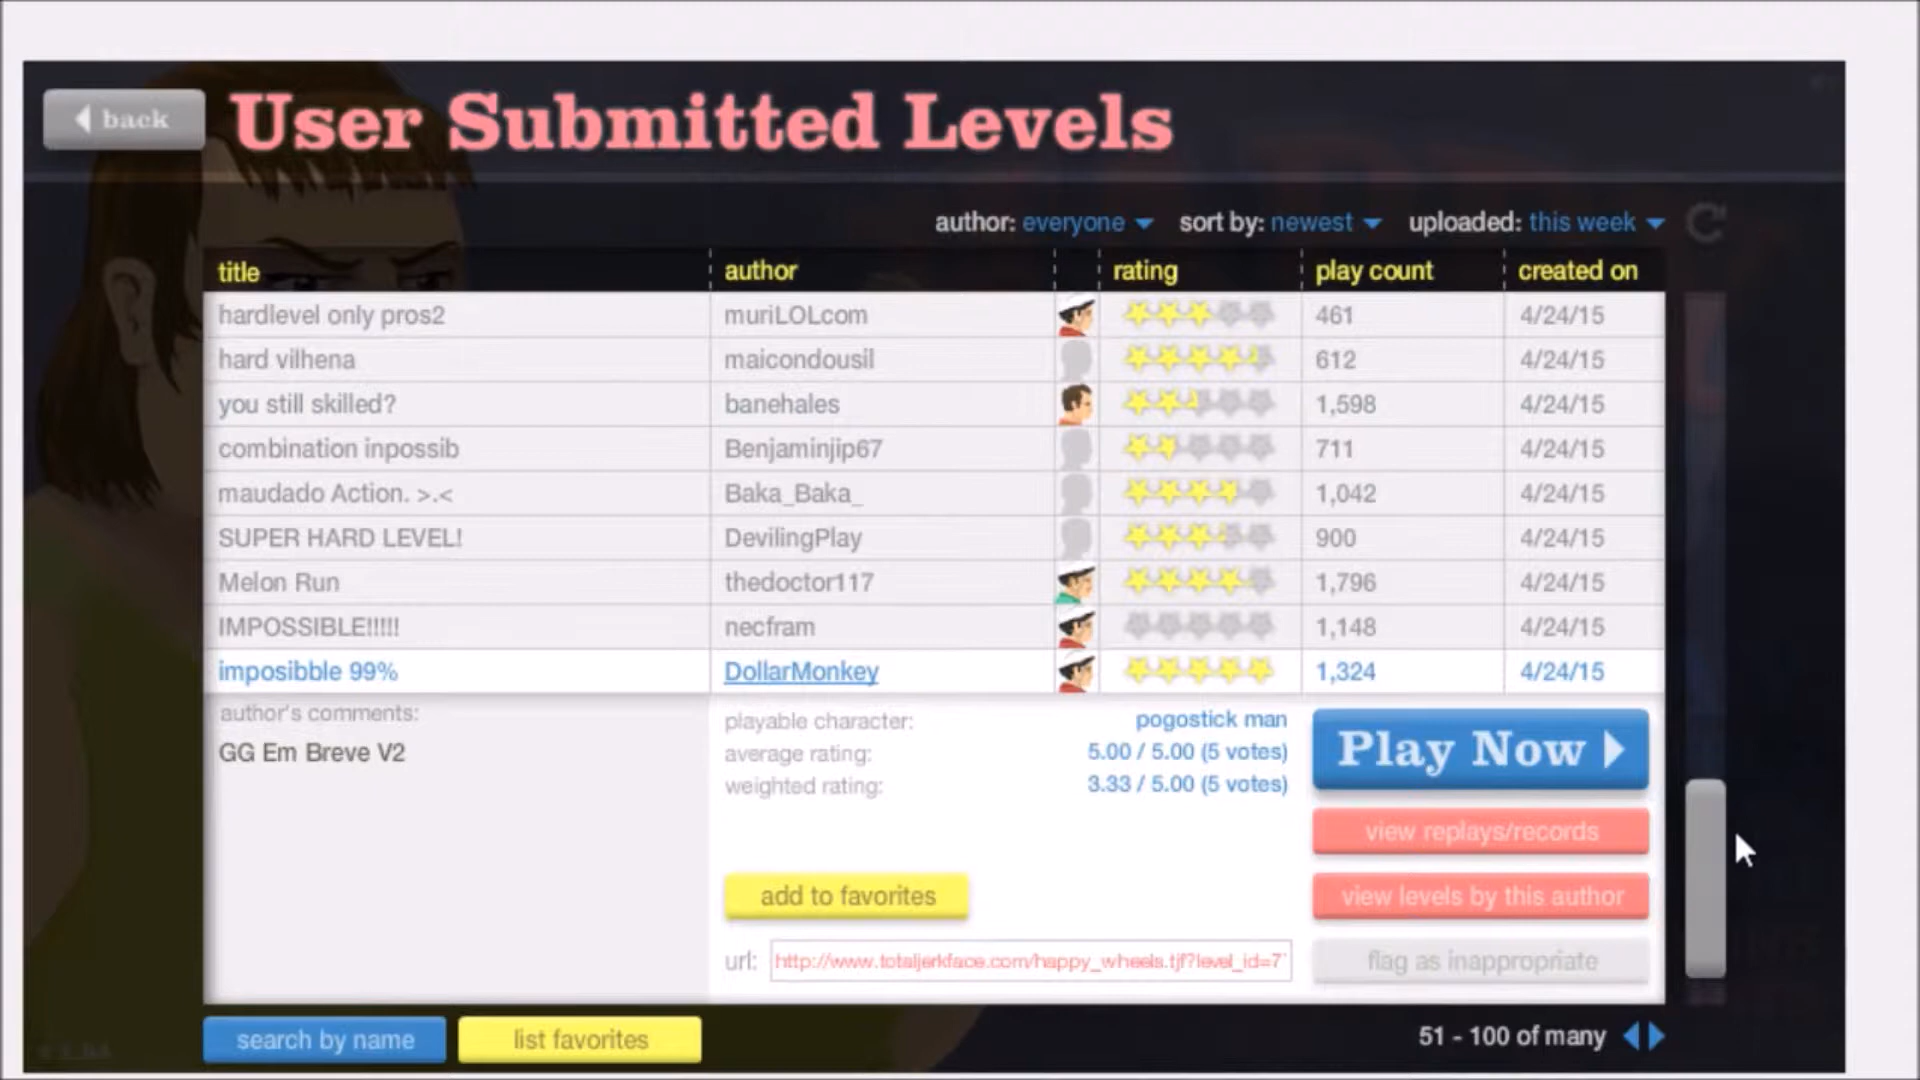 back
User Submitted Levels
author: everyone sort by: newest uploaded: this week
title author rating play count created on
hardlevel only pros2 muriLOLcom 461 4/24/15
hard vilhena maicondousil 612 4/24/15
you still skilled? banehales 1,598 4/24/15
combination inpossib Benjaminjip67 711 4/24/15
maudado Action. >.< Baka_Baka_ 1,042 4/24/15
SUPER HARD LEVEL! DevilingPlay 900 4/24/15
Melon Run thedoctor117 1,796 4/24/15
IMPOSSIBLE!!!!! necfram 1,148 4/24/15
imposibble 99% DollarMonkey 1,324 4/24/15
author's comments:
GG Em Breve V2
playable character: pogostick man
average rating: 5.00 / 5.00 (5 votes)
weighted rating: 3.33 / 5.00 (5 votes)
Play Now
view replays/records
add to favorites
view levels by this author
url: http://www.totaljerkface.com/happy_wheels.tjf?level_id=7
flag as inappropriate
search by name
list favorites
51 - 100 of many